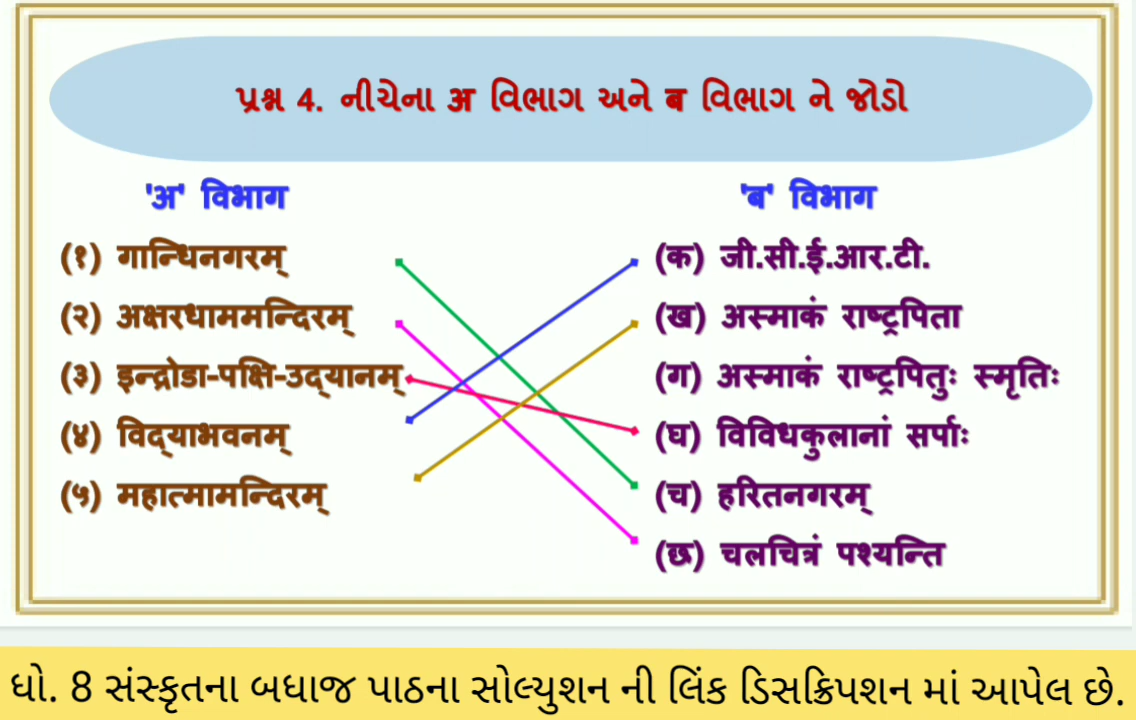 પ્રશ્ન 4. નીચેના अ વિભાગ અને ब વિભાગ ને જોડો
'अ' विभाग
'ब' विभाग
(१) गान्धिनगरम्
(क) जी.सी.ई.आर.टी.
(२) अक्षरधाममन्दिरम्
(ख) अस्माकं राष्ट्रपिता
(३) इन्द्रोडा-पक्षि-उद्यानम्
(ग) अस्माकं राष्ट्रपितुः स्मृतिः
(४) विद्याभवनम्
(घ) विविधकुलानां सर्पाः
(५) महात्मामन्दिरम्
(च) हरितनगरम्
(छ) चलचित्रं पश्यन्ति
ધો. 8 સંસ્કૃતના બધાજ પાઠના સોલ્યુશન ની લિંક ડિસક્રિપશન માં આપેલ છે.